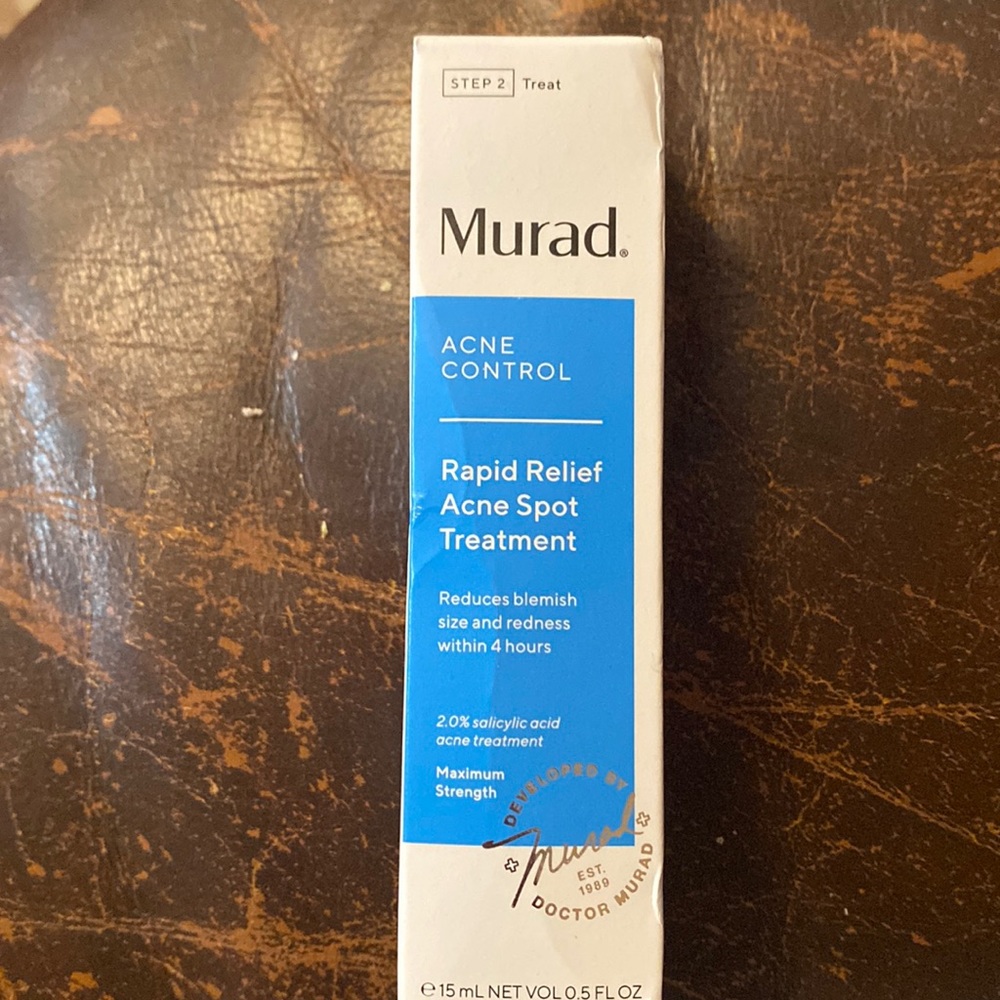 STEP 2 Treat
Murad®
ACNE
CONTROL
Rapid Relief
Acne Spot
Treatment
Reduces blemish
size and redness
within 4 hours
2.0% salicylic acid
acne treatment
Maximum
Strength
DEVELOPED BY
Murad
EST.
1989
DOCTOR MURAD
℮ 15 mL NET VOL 0.5 FL OZ